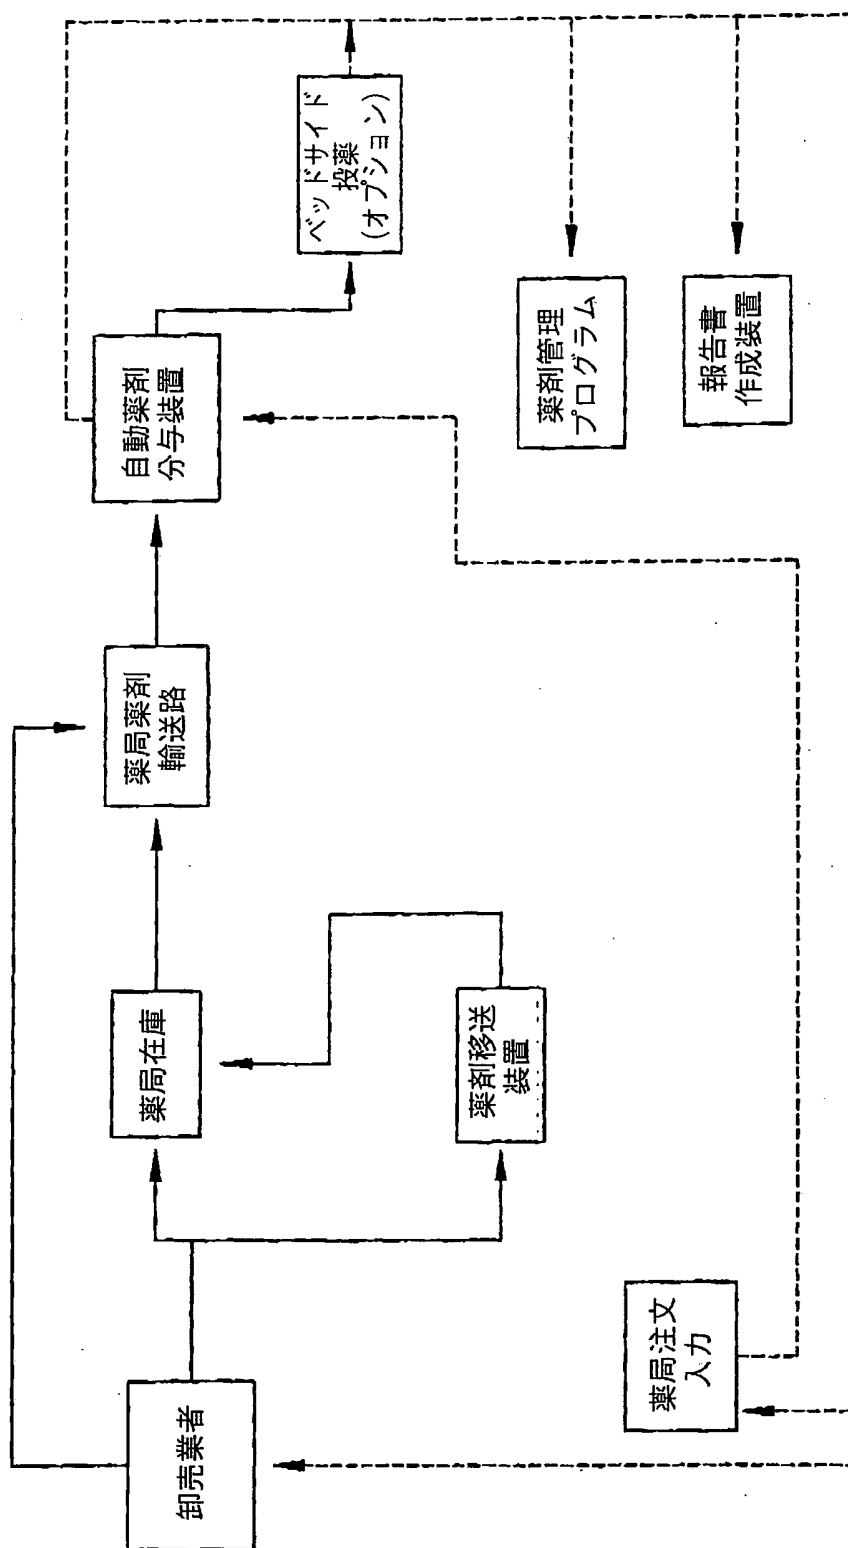 卸売業者
薬局在庫
薬局薬剤
輸送路
自動薬剤
分与装置
ベッドサイド
投薬
(オプション)
薬剤移送
装置
薬剤管理
プログラム
薬局注文
入力
報告書
作成装置